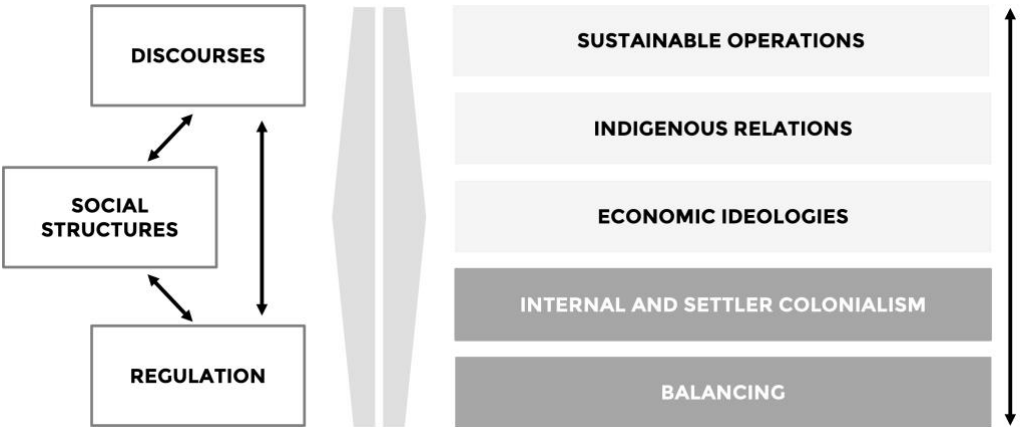 DISCOURSES
SOCIAL
STRUCTURES
REGULATION
SUSTAINABLE OPERATIONS
INDIGENOUS RELATIONS
ECONOMIC IDEOLOGIES
INTERNAL AND SETTLER COLONIALISM
BALANCING